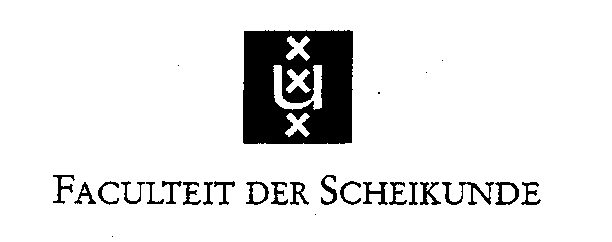 u
FACULTEIT DER SCHEIKUNDE